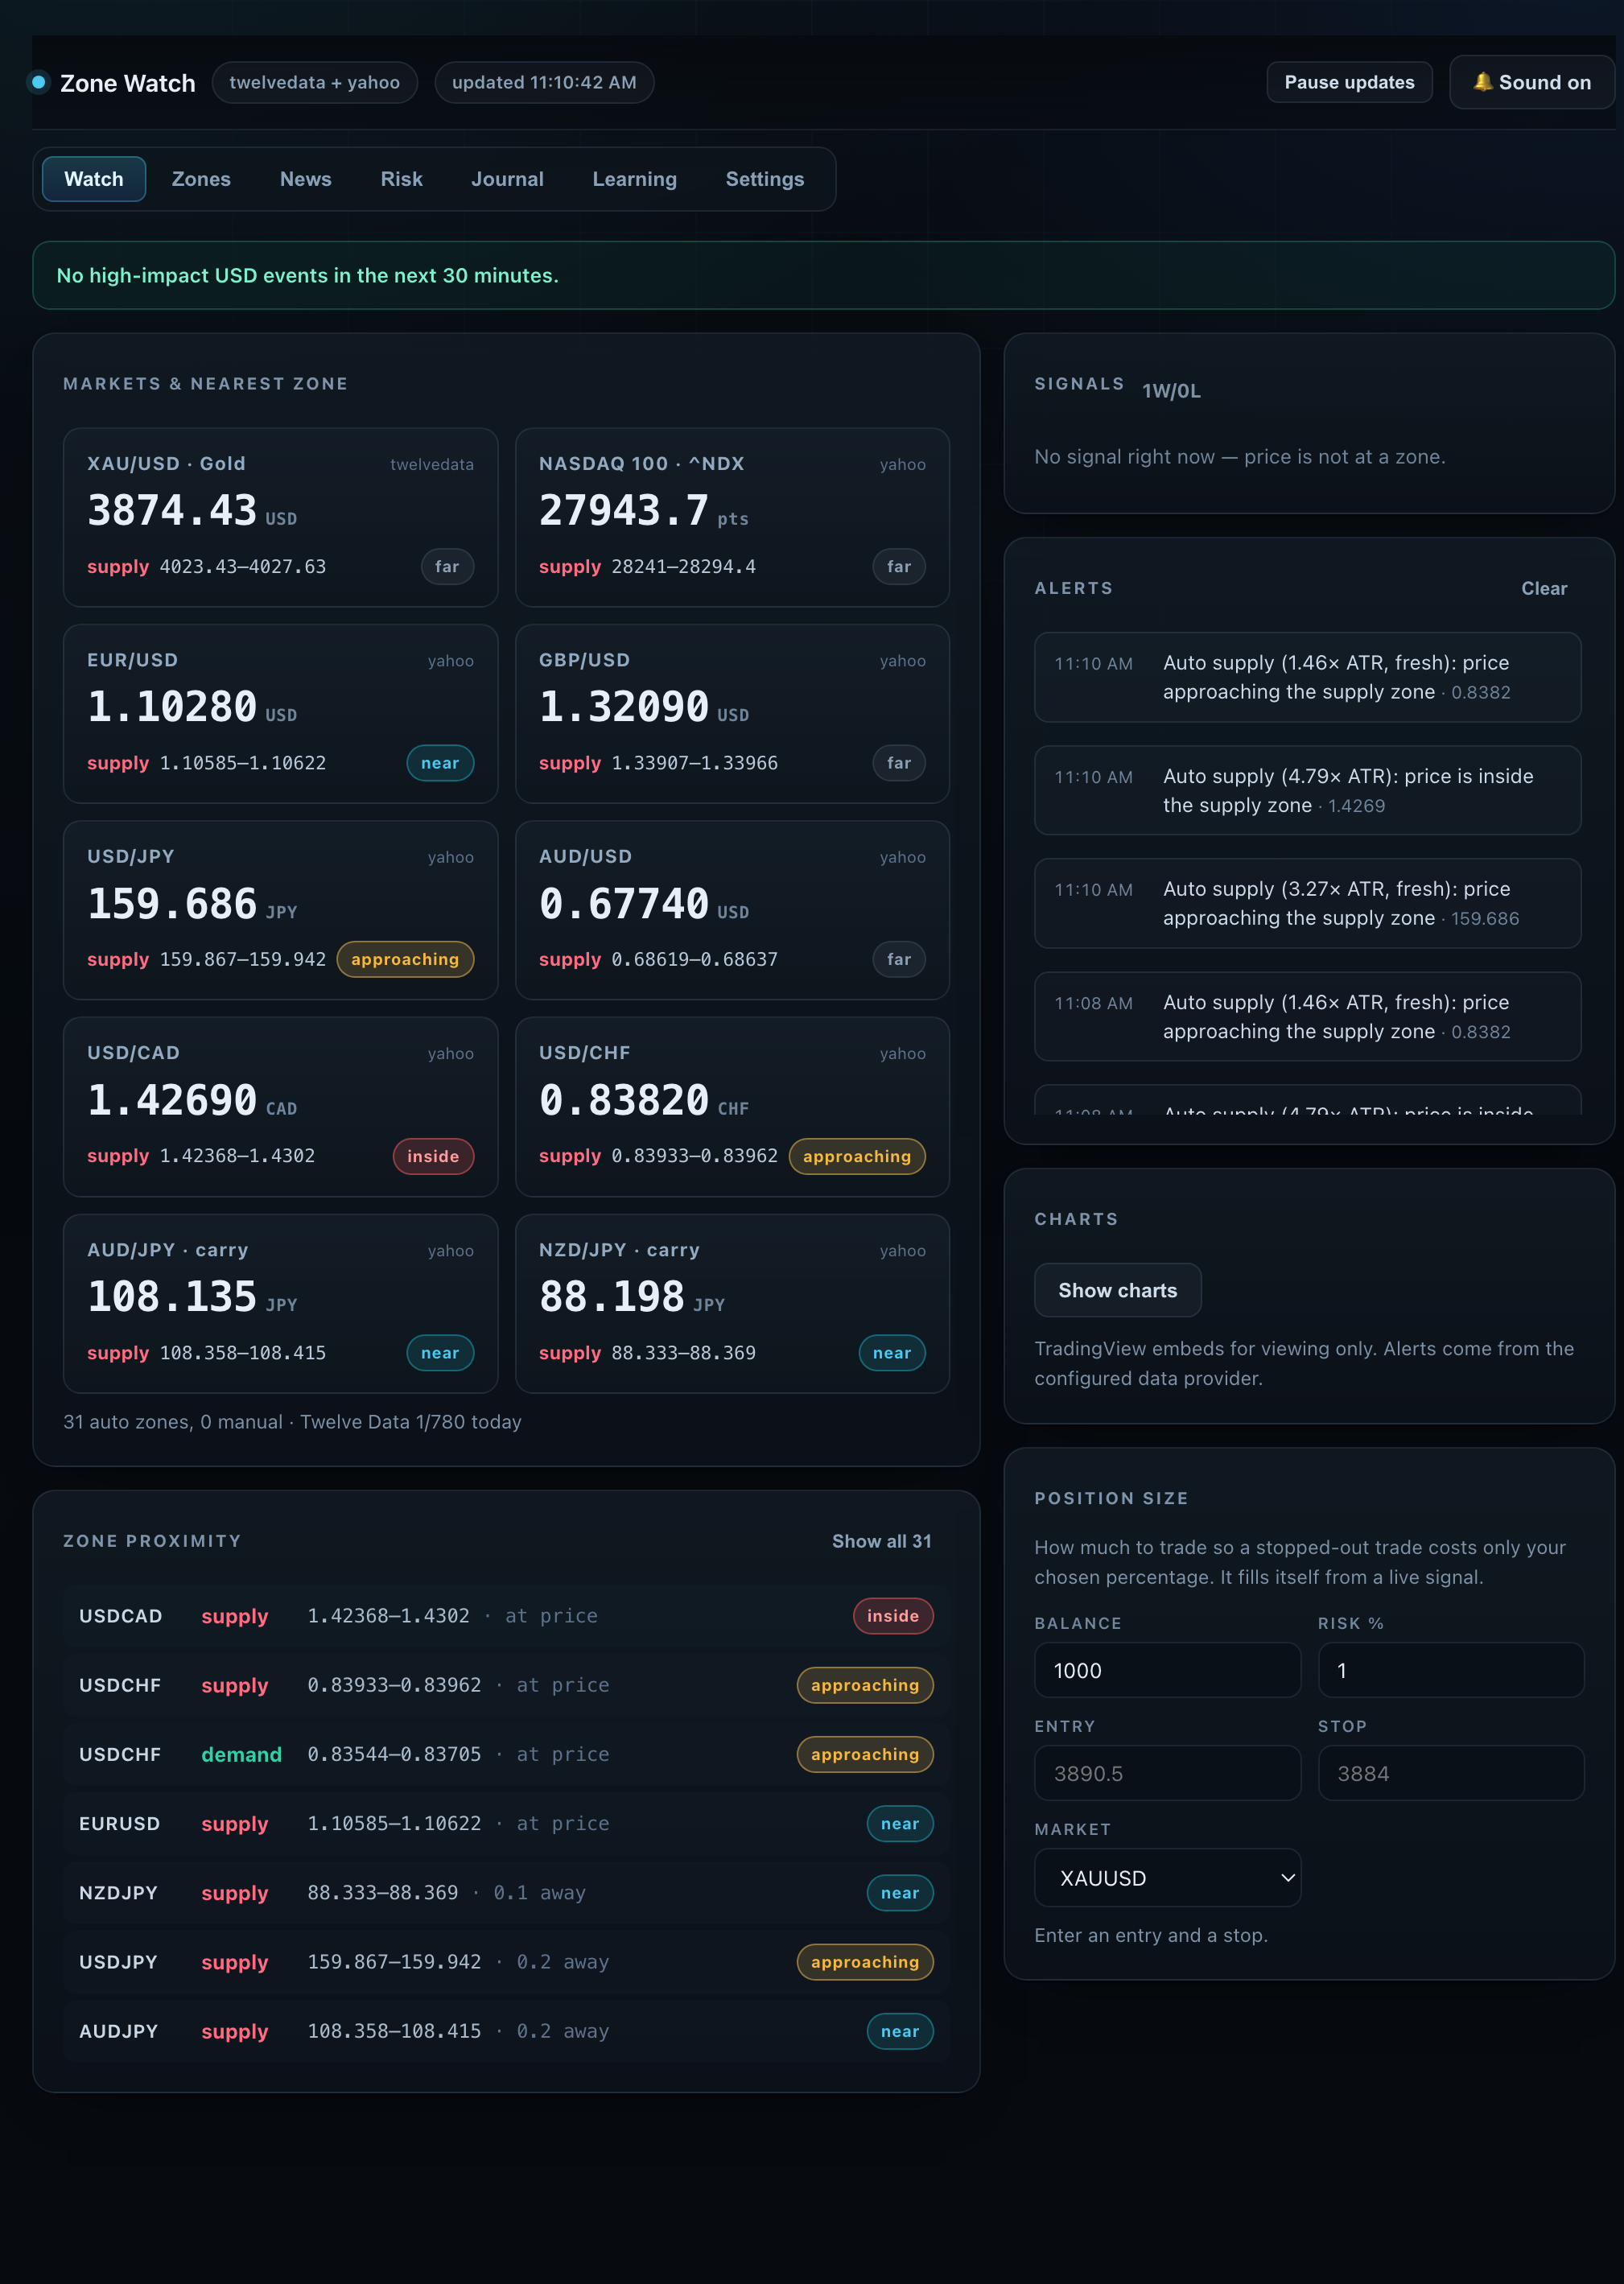 Zone Watch
twelvedata + yahoo
updated 11:10:42 AM
Pause updates
🔔 Sound on
Watch
Zones
News
Risk
Journal
Learning
Settings
No high-impact USD events in the next 30 minutes.
MARKETS & NEAREST ZONE
XAU/USD · Gold
twelvedata
3874.43 USD
supply 4023.43–4027.63
far
NASDAQ 100 · ^NDX
yahoo
27943.7 pts
supply 28241–28294.4
far
EUR/USD
yahoo
1.10280 USD
supply 1.10585–1.10622
near
GBP/USD
yahoo
1.32090 USD
supply 1.33907–1.33966
far
USD/JPY
yahoo
159.686 JPY
supply 159.867–159.942
approaching
AUD/USD
yahoo
0.67740 USD
supply 0.68619–0.68637
far
USD/CAD
yahoo
1.42690 CAD
supply 1.42368–1.4302
inside
USD/CHF
yahoo
0.83820 CHF
supply 0.83933–0.83962
approaching
AUD/JPY · carry
yahoo
108.135 JPY
supply 108.358–108.415
near
NZD/JPY · carry
yahoo
88.198 JPY
supply 88.333–88.369
near
31 auto zones, 0 manual · Twelve Data 1/780 today
ZONE PROXIMITY
Show all 31
USDCAD supply 1.42368–1.4302 · at price inside
USDCHF supply 0.83933–0.83962 · at price approaching
USDCHF demand 0.83544–0.83705 · at price approaching
EURUSD supply 1.10585–1.10622 · at price near
NZDJPY supply 88.333–88.369 · 0.1 away near
USDJPY supply 159.867–159.942 · 0.2 away approaching
AUDJPY supply 108.358–108.415 · 0.2 away near
SIGNALS 1W/0L
No signal right now — price is not at a zone.
ALERTS
Clear
11:10 AM Auto supply (1.46× ATR, fresh): price
approaching the supply zone · 0.8382
11:10 AM Auto supply (4.79× ATR): price is inside
the supply zone · 1.4269
11:10 AM Auto supply (3.27× ATR, fresh): price
approaching the supply zone · 159.686
11:08 AM Auto supply (1.46× ATR, fresh): price
approaching the supply zone · 0.8382
11:08 AM Auto supply (4.79× ATR): price is inside
CHARTS
Show charts
TradingView embeds for viewing only. Alerts come from the
configured data provider.
POSITION SIZE
How much to trade so a stopped-out trade costs only your
chosen percentage. It fills itself from a live signal.
BALANCE
RISK %
1000
1
ENTRY
STOP
3890.5
3884
MARKET
XAUUSD
Enter an entry and a stop.